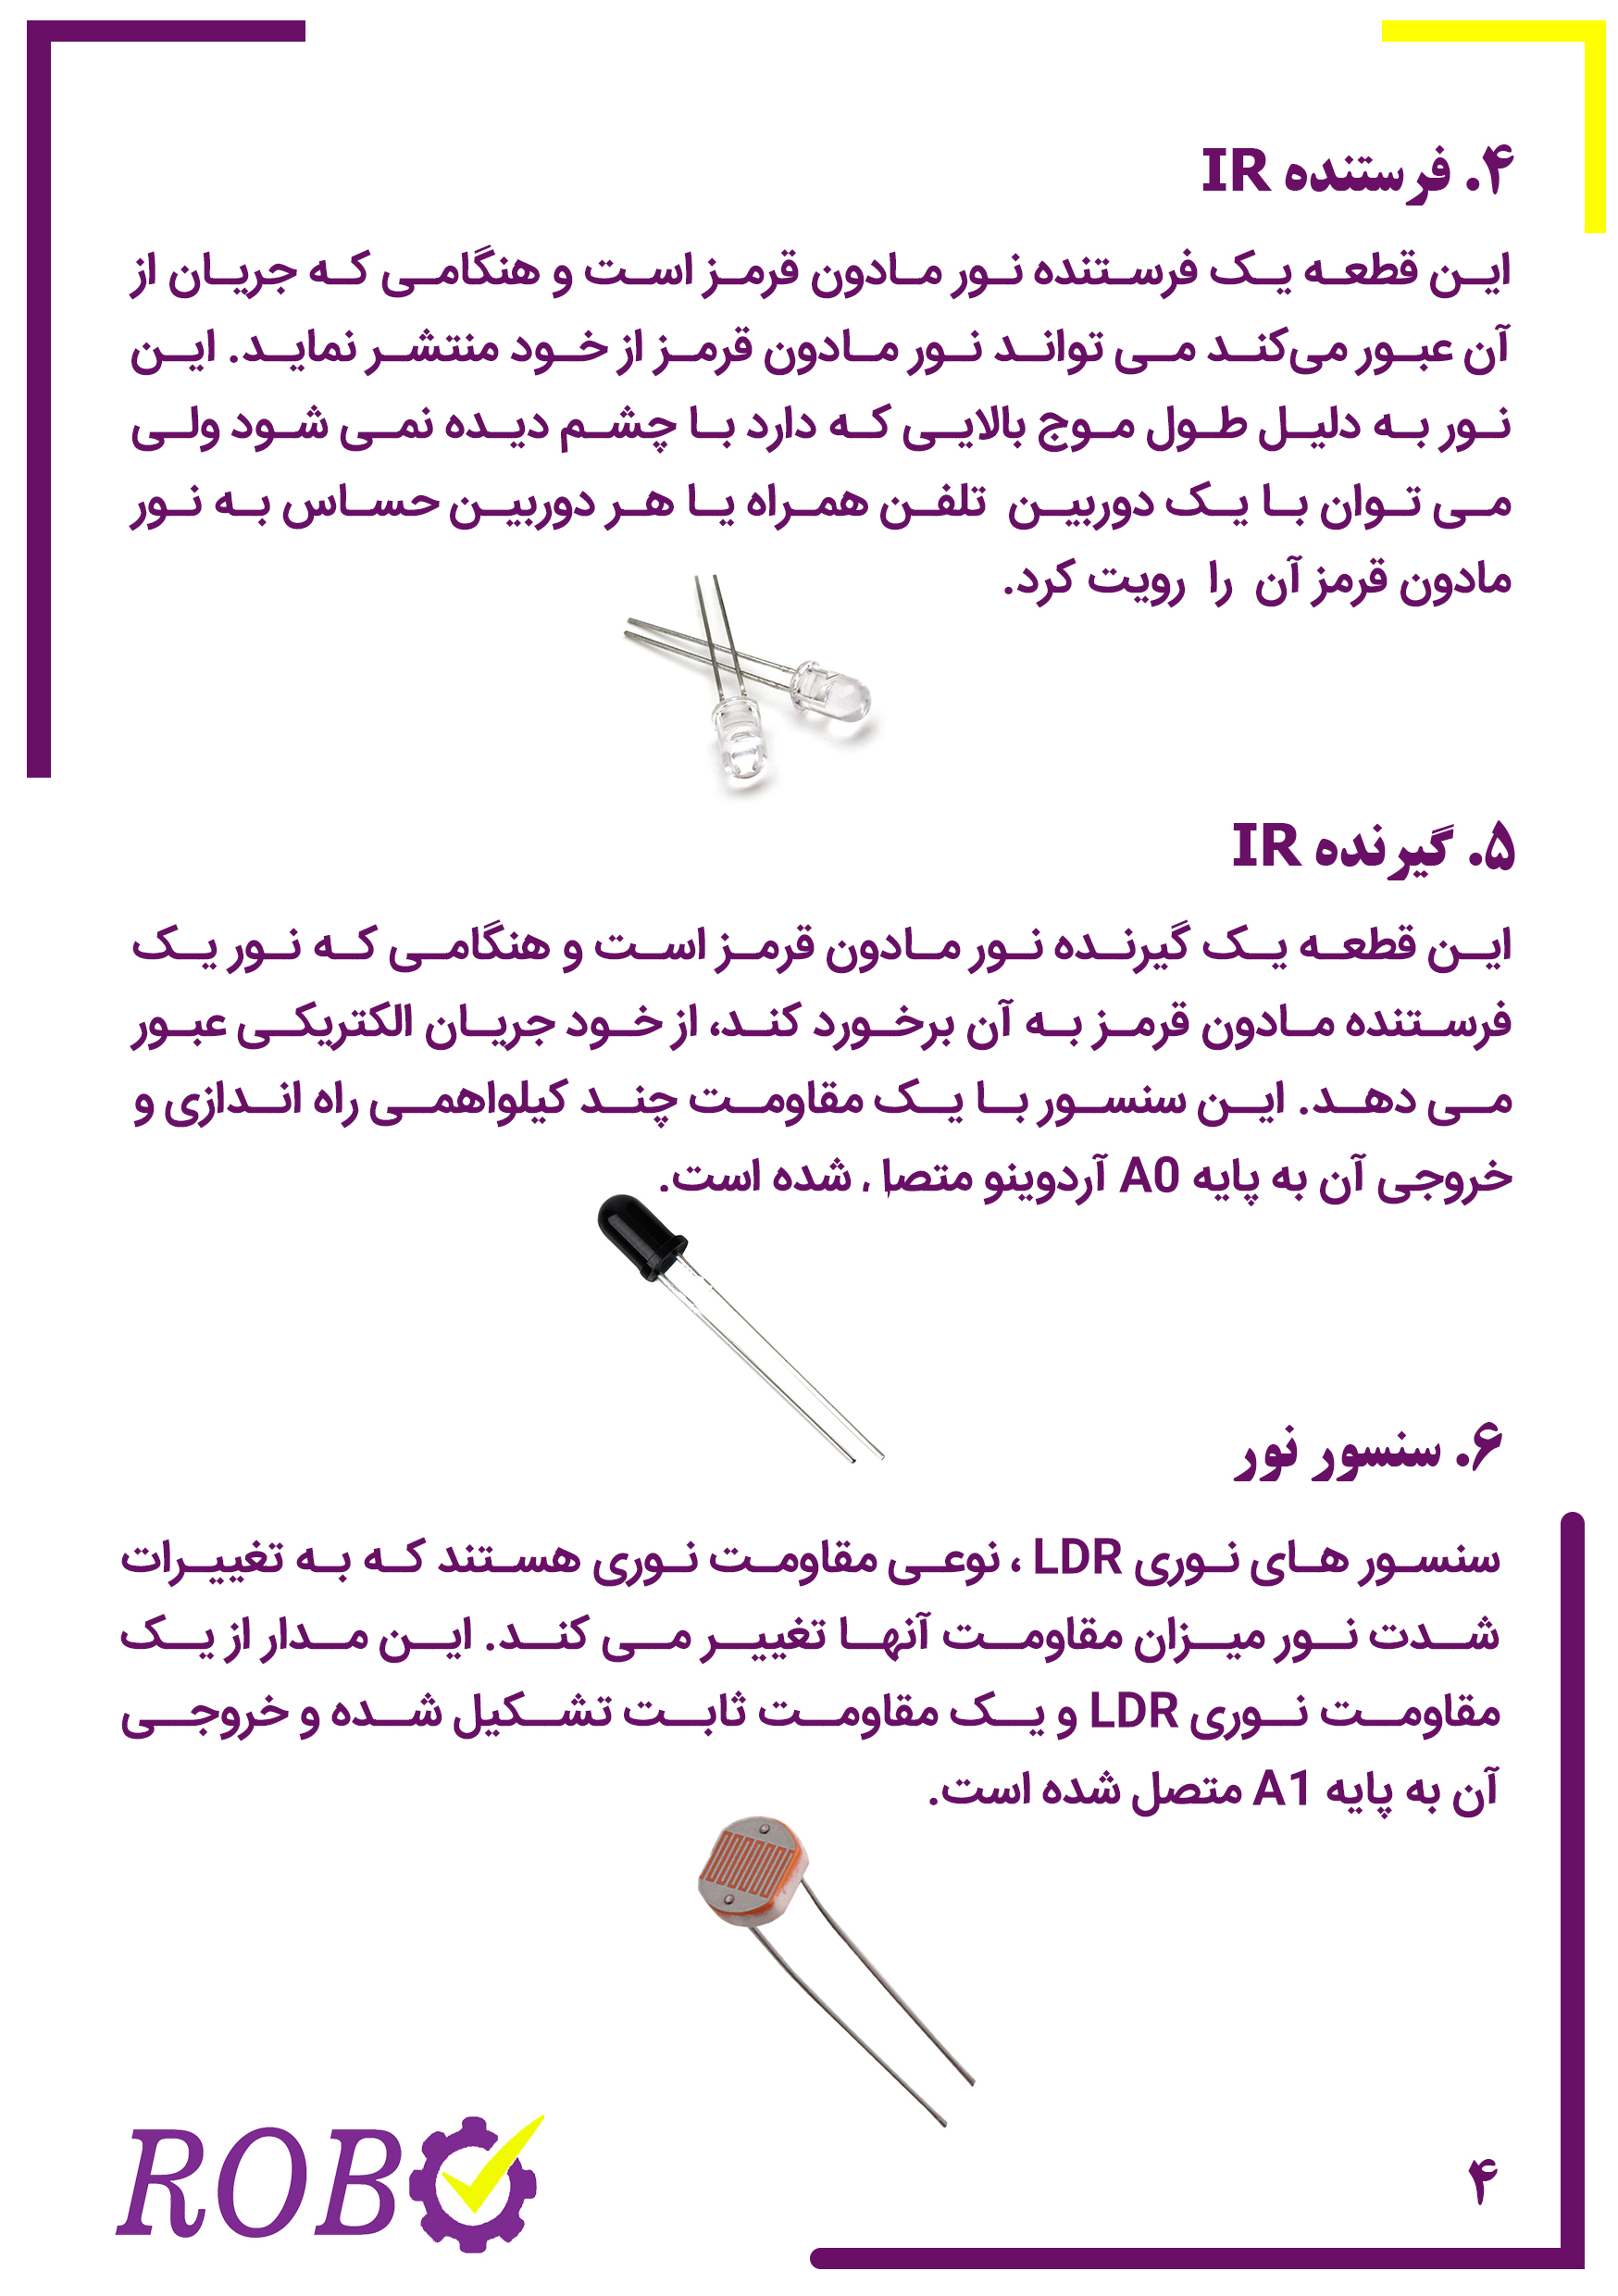 ۴. فرستنده IR
این قطعه یک فرستنده نور مادون قرمز است و هنگامی که جریان از
آن عبور می‌کند می تواند نور مادون قرمز از خود منتشر نماید. این
نور به دلیل طول موج بالایی که دارد با چشم دیده نمی شود ولی
می توان با یک دوربین تلفن همراه یا هر دوربین حساس به نور
مادون قرمز آن را رویت کرد.
۵. گیرنده IR
این قطعه یک گیرنده نور مادون قرمز است و هنگامی که نور یک
فرستنده مادون قرمز به آن برخورد کند، از خود جریان الکتریکی عبور
می دهد. این سنسور با یک مقاومت چند کیلواهمی راه اندازی و
خروجی آن به پایه A0 آردوینو متصل شده است.
۶. سنسور نور
سنسور های نوری LDR ، نوعی مقاومت نوری هستند که به تغییرات
شدت نور میزان مقاومت آنها تغییر می کند. این مدار از یک
مقاومت نوری LDR و یک مقاومت ثابت تشکیل شده و خروجی
آن به پایه A1 متصل شده است.
ROBO
۴